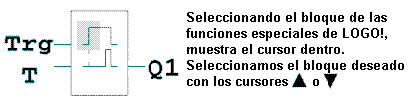 Trg
T
Q1
Seleccionando el bloque de las
funciones especiales de LOGO!,
muestra el cursor dentro.
Seleccionamos el bloque deseado
con los cursores ▲ o ▼